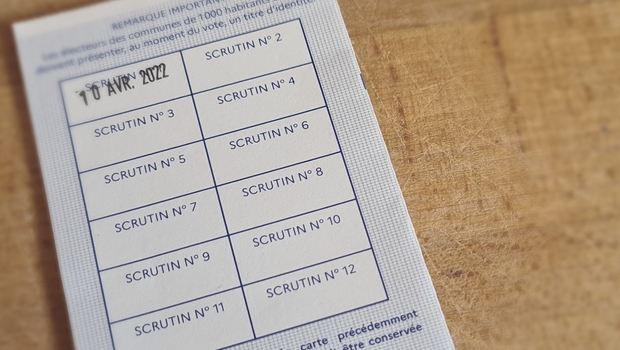 REMARQUE IMPORTAN
Les électeurs des communes de 1000 habitants
doivent présenter, au moment du vote, un titre d'identité
SCRUTIN N° 2
10 AVR. 2022
SCRUTIN N° 4
SCRUTIN N° 3
SCRUTIN N° 6
SCRUTIN N° 5
SCRUTIN N° 8
SCRUTIN N° 7
SCRUTIN N° 10
SCRUTIN N° 9
SCRUTIN N° 12
SCRUTIN N° 11
carte précédemment
être conservée